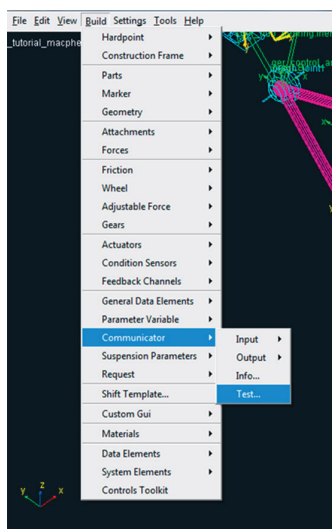 File Edit View Build Settings Tools Help
_tutorial_macphe
Hardpoint
Construction Frame
Parts
Marker
Geometry
Attachments
Forces
Friction
Wheel
Adjustable Force
Gears
Actuators
Condition Sensors
Feedback Channels
General Data Elements
Parameter Variable
Communicator
Input
Output
Info...
Test...
Suspension Parameters
Request
Shift Template...
Custom Gui
Materials
Data Elements
System Elements
Controls Toolkit
y z x